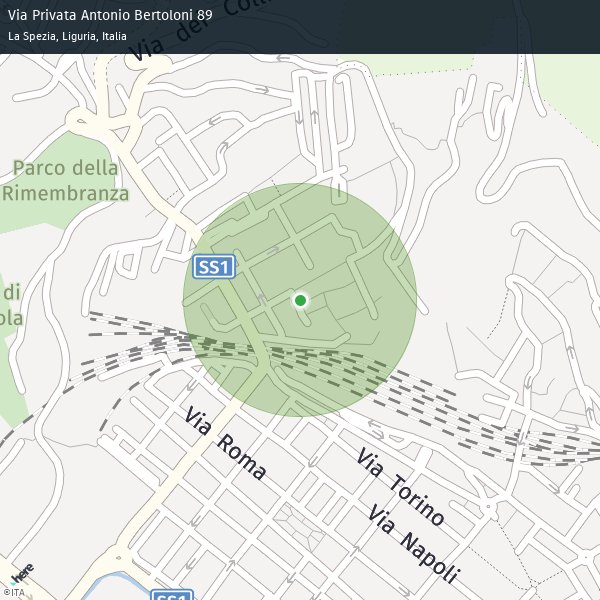 Via Privata Antonio Bertoloni 89
La Spezia, Liguria, Italia
Via dei Colli
Parco della
Rimembranza
di
ola
SS1
Via Roma
Via Torino
Via Napoli
SS1
here
©ITA